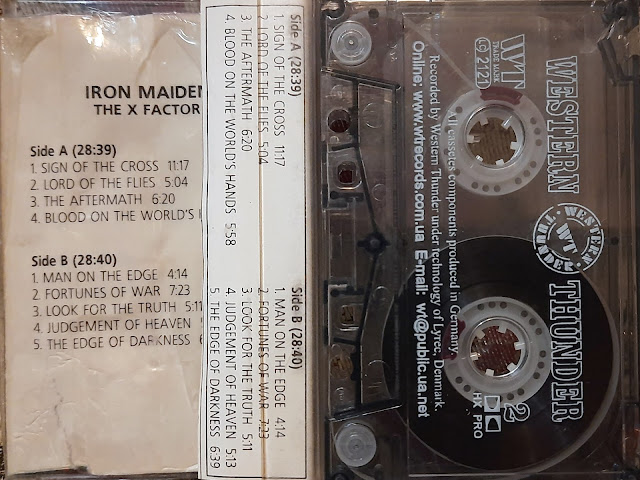 IRON MAIDEN
THE X FACTOR
Side A (28:39)
1. SIGN OF THE CROSS 11:17
2. LORD OF THE FLIES 5:04
3. THE AFTERMATH 6:20
4. BLOOD ON THE WORLD'S
Side B (28:40)
1. MAN ON THE EDGE 4:14
2. FORTUNES OF WAR 7:23
3. LOOK FOR THE TRUTH 5:11
4. JUDGEMENT OF HEAVEN
5. THE EDGE OF DARKNESS
Side A (28:39)
1. SIGN OF THE CROSS 11:17
2. LORD OF THE FLIES 5:04
3. THE AFTERMATH 6:20
4. BLOOD ON THE WORLD'S HANDS 5:58
Side B (28:40)
1. MAN ON THE EDGE 4:14
2. FORTUNES OF WAR 7:23
3. LOOK FOR THE TRUTH 5:11
4. JUDGEMENT OF HEAVEN 5:13
5. THE EDGE OF DARKNESS 6:39
WESTERN THUNDER
WT
TRADE MARK
2121
WESTERN
WT
THUNDER
2
HX PRO
All cassetes components produced in Germany.
Recorded by Western Thunder under technology of Lyrec, Denmark.
Online: www.wtrecords.com.ua E-mail: wt@public.ua.net